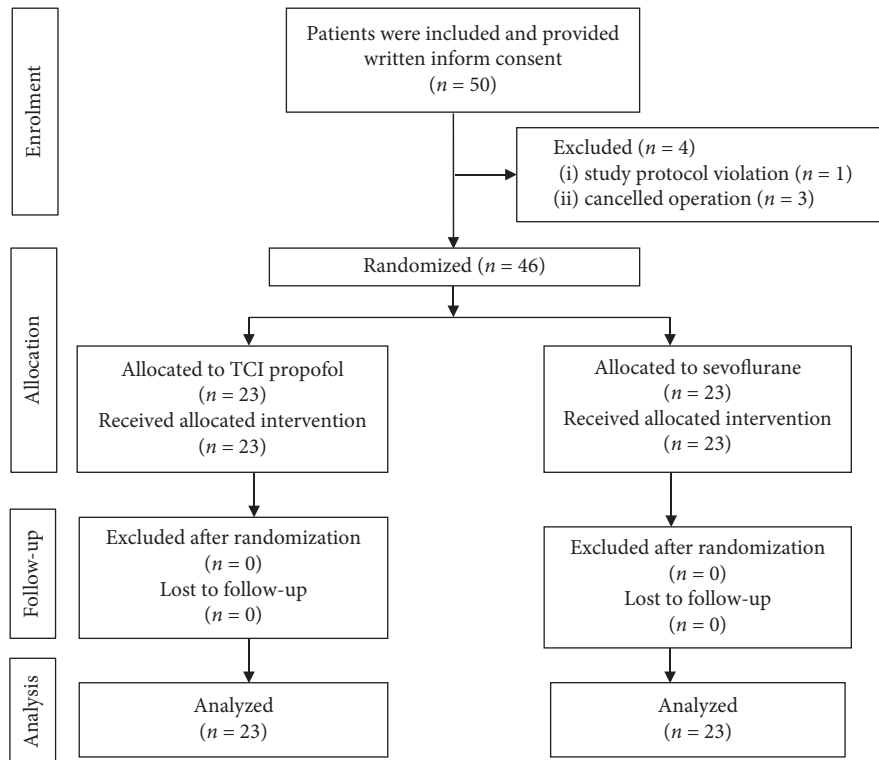 Enrolment
Patients were included and provided
written inform consent
(n = 50)
Excluded (n = 4)
(i) study protocol violation (n = 1)
(ii) cancelled operation (n = 3)
Allocation
Randomized (n = 46)
Allocated to TCI propofol
(n = 23)
Received allocated intervention
(n = 23)
Allocated to sevoflurane
(n = 23)
Received allocated intervention
(n = 23)
Follow-up
Excluded after randomization
(n = 0)
Lost to follow-up
(n = 0)
Excluded after randomization
(n = 0)
Lost to follow-up
(n = 0)
Analysis
Analyzed
(n = 23)
Analyzed
(n = 23)